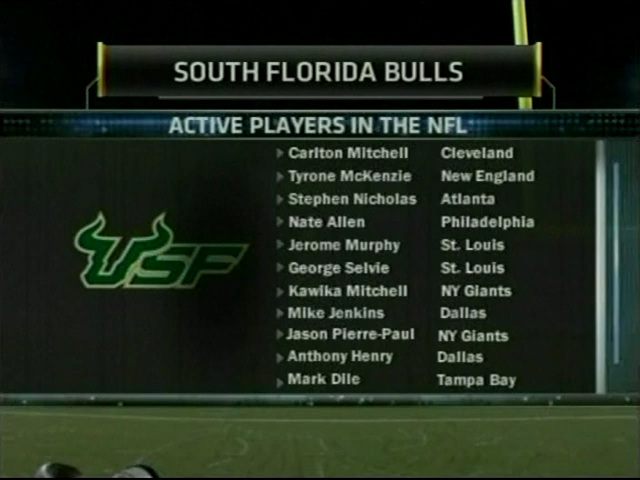 SOUTH FLORIDA BULLS
ACTIVE PLAYERS IN THE NFL
Carlton Mitchell Cleveland
Tyrone McKenzie New England
Stephen Nicholas Atlanta
Nate Allen Philadelphia
Jerome Murphy St. Louis
George Selvie St. Louis
Kawika Mitchell NY Giants
Mike Jenkins Dallas
Jason Pierre-Paul NY Giants
Anthony Henry Dallas
Mark Dile Tampa Bay
USF